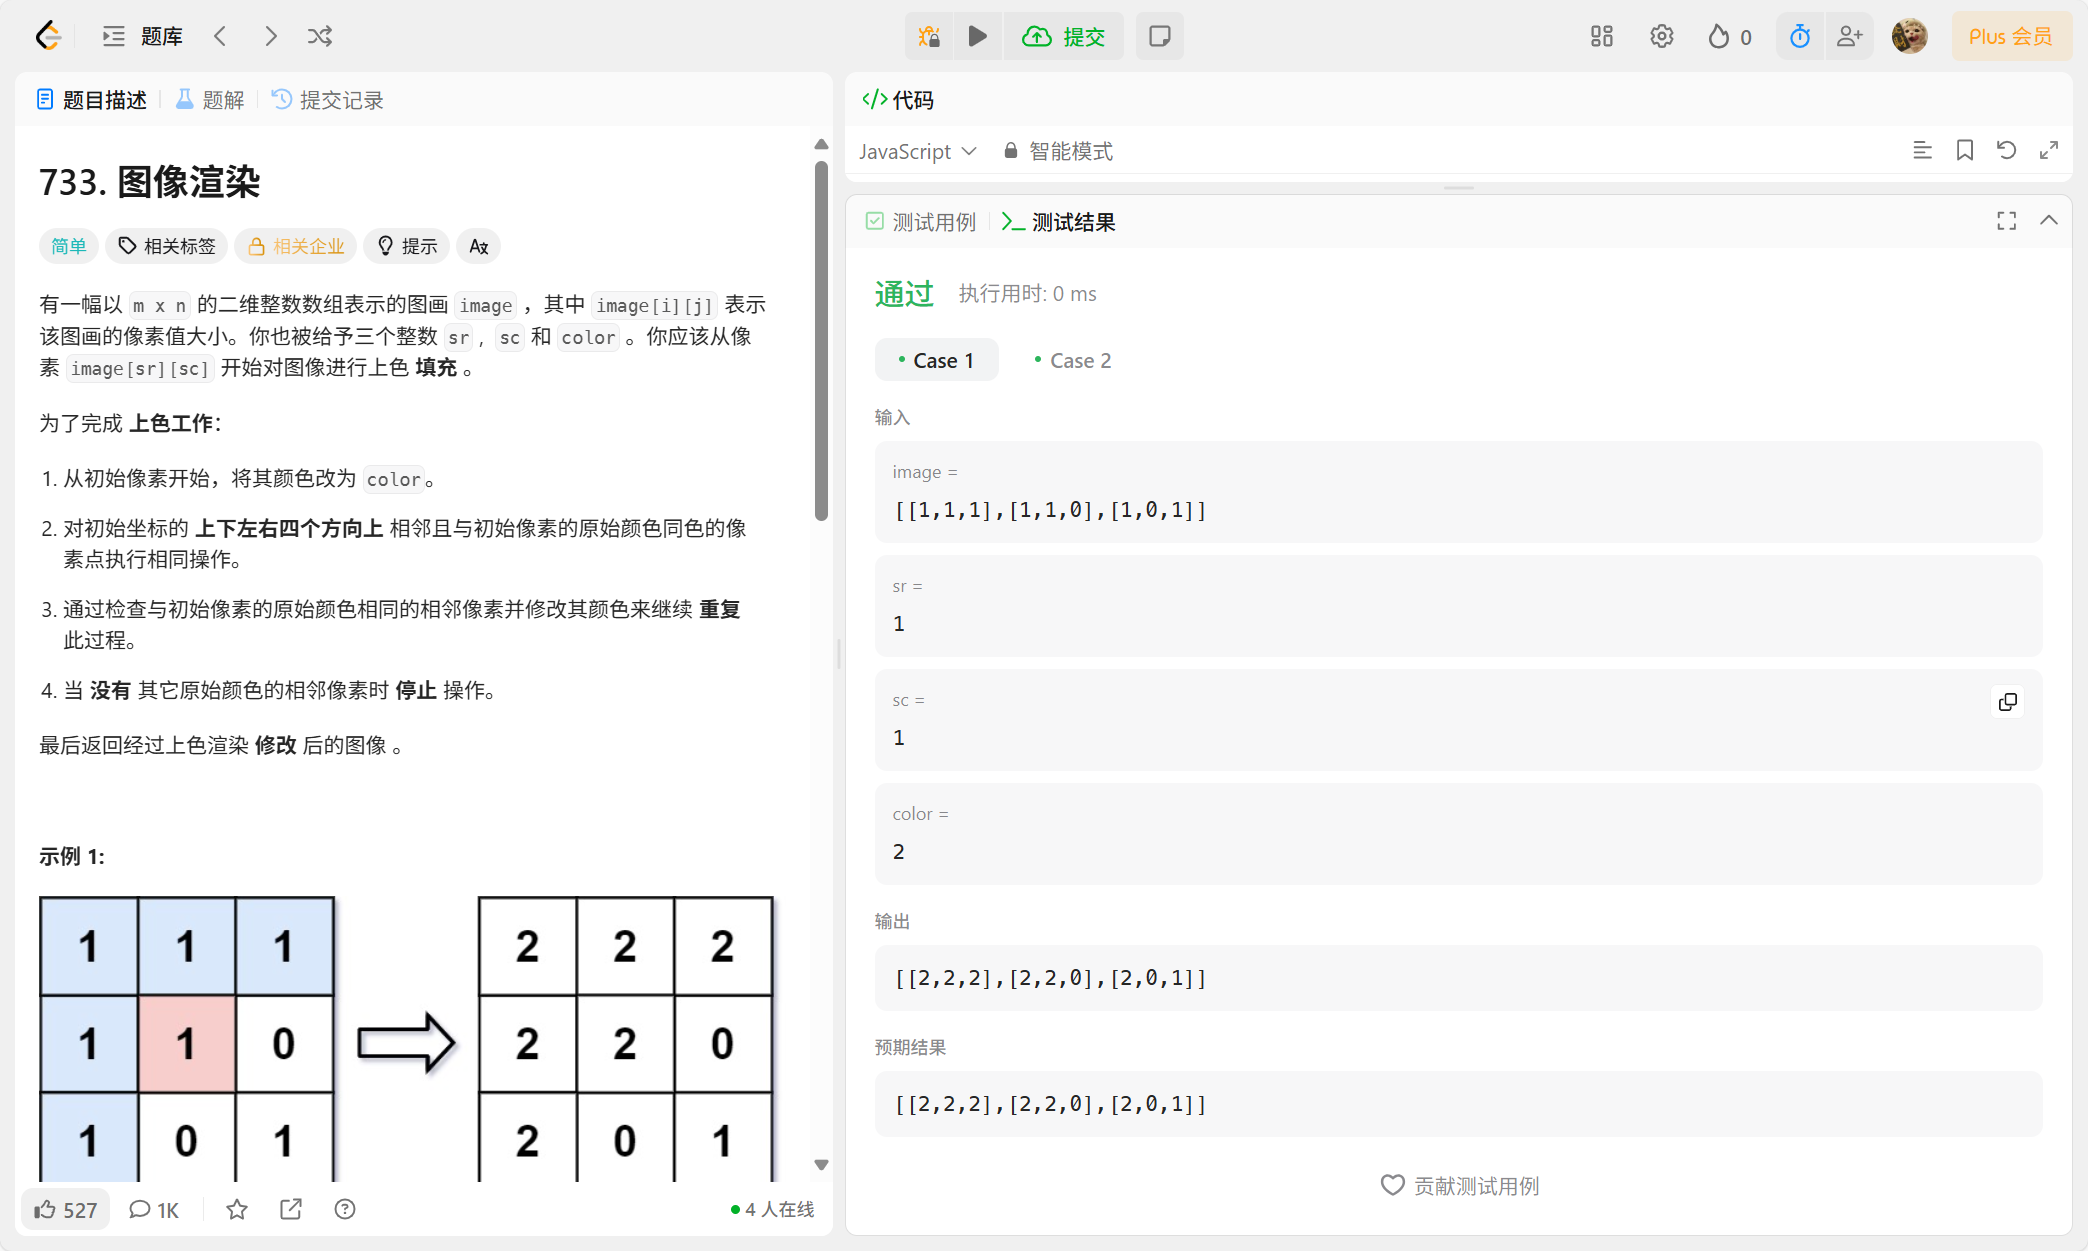 题库
提交
0
Plus 会员
题目描述
题解
提交记录
733. 图像渲染
简单
相关标签
相关企业
提示
有一幅以 m x n 的二维整数数组表示的图画 image ，其中 image[i][j] 表示
该图画的像素值大小。你也被给予三个整数 sr , sc 和 color 。你应该从像
素 image[sr][sc] 开始对图像进行上色 填充 。
为了完成 上色工作：
1. 从初始像素开始，将其颜色改为 color。
2. 对初始坐标的 上下左右四个方向上 相邻且与初始像素的原始颜色同色的像
素点执行相同操作。
3. 通过检查与初始像素的原始颜色相同的相邻像素并修改其颜色来继续 重复
此过程。
4. 当 没有 其它原始颜色的相邻像素时 停止 操作。
最后返回经过上色渲染 修改 后的图像 。
示例 1:
1 1 1 2 2 2
1 1 0 2 2 0
1 0 1 2 0 1
527
1K
4 人在线
</> 代码
JavaScript
智能模式
测试用例
测试结果
通过
执行用时: 0 ms
Case 1
Case 2
输入
image =
[[1,1,1],[1,1,0],[1,0,1]]
sr =
1
sc =
1
color =
2
输出
[[2,2,2],[2,2,0],[2,0,1]]
预期结果
[[2,2,2],[2,2,0],[2,0,1]]
贡献测试用例